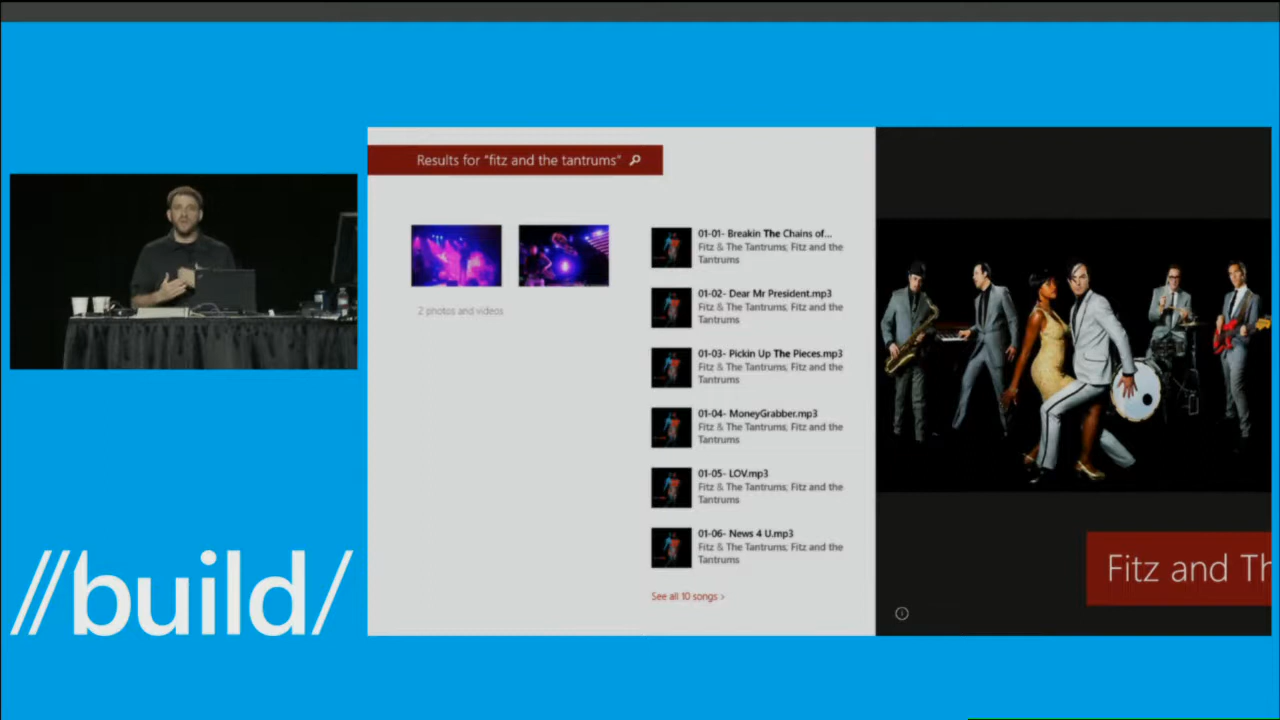 Results for "fitz and the tantrums"
2 photos and videos
01-01- Breakin The Chains of...
Fitz & The Tantrums; Fitz and the
Tantrums
01-02- Dear Mr President.mp3
Fitz & The Tantrums; Fitz and the
Tantrums
01-03- Pickin Up The Pieces.mp3
Fitz & The Tantrums; Fitz and the
Tantrums
01-04- MoneyGrabber.mp3
Fitz & The Tantrums; Fitz and the
Tantrums
01-05- LOV.mp3
Fitz & The Tantrums; Fitz and the
Tantrums
01-06- News 4 U.mp3
Fitz & The Tantrums; Fitz and the
Tantrums
See all 10 songs >
Fitz and Th
//build/